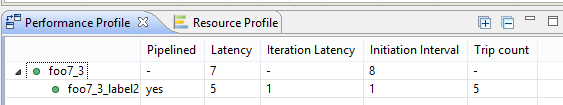 Performance Profile Resource Profile
Pipelined Latency Iteration Latency Initiation Interval Trip count
foo7_3 - 7 - 8 -
foo7_3_label2 yes 5 1 1 5